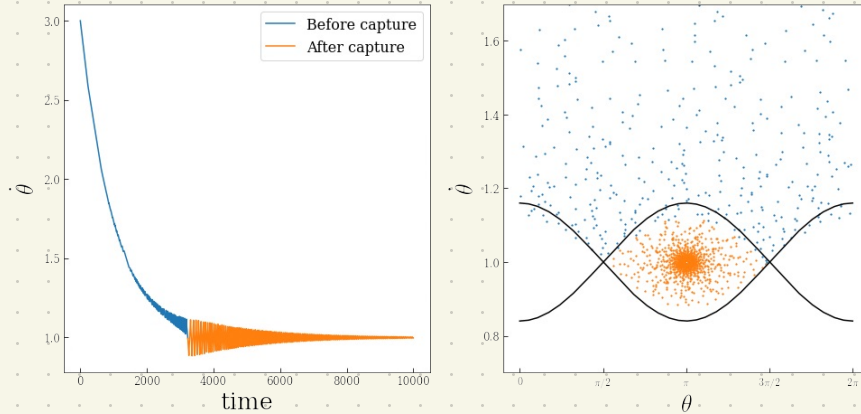 Before capture
After capture
3.0
2.5
2.0
1.5
1.0
θ̇
0
2000
4000
6000
8000
10000
time
1.6
1.4
1.2
1.0
0.8
θ̇
0
π/2
π
3π/2
2π
θ